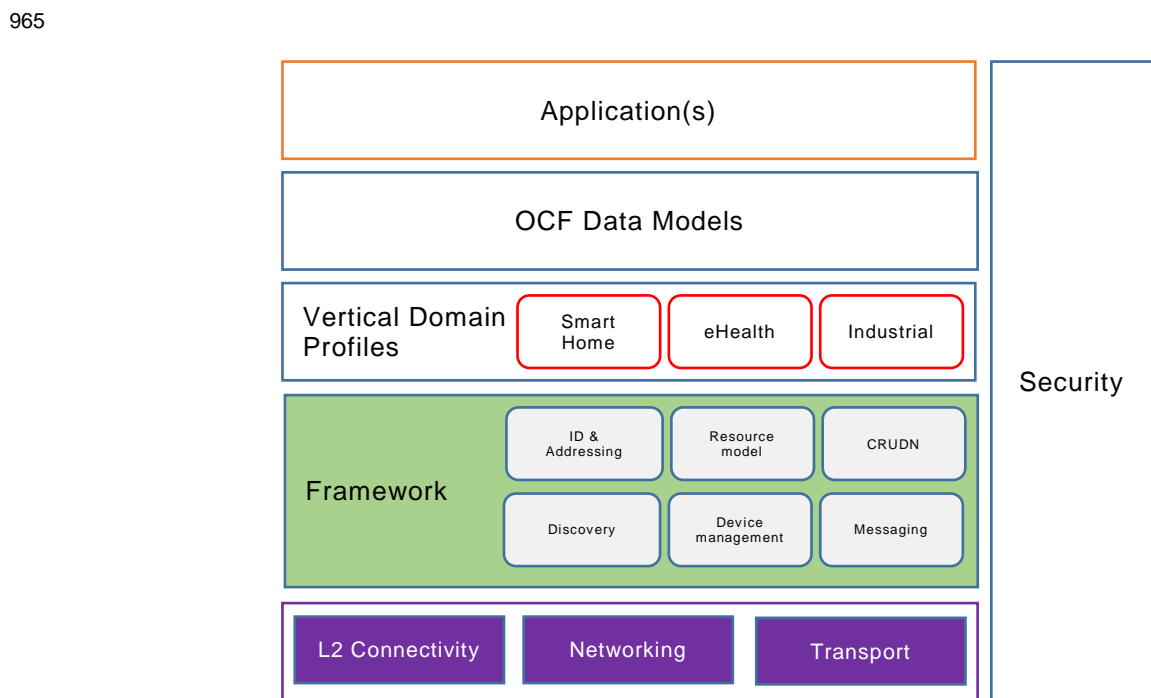 965
Application(s)
OCF Data Models
Vertical Domain
Profiles
Smart
Home
eHealth
Industrial
Security
Framework
ID &
Addressing
Resource
model
CRUDN
Discovery
Device
management
Messaging
L2 Connectivity
Networking
Transport